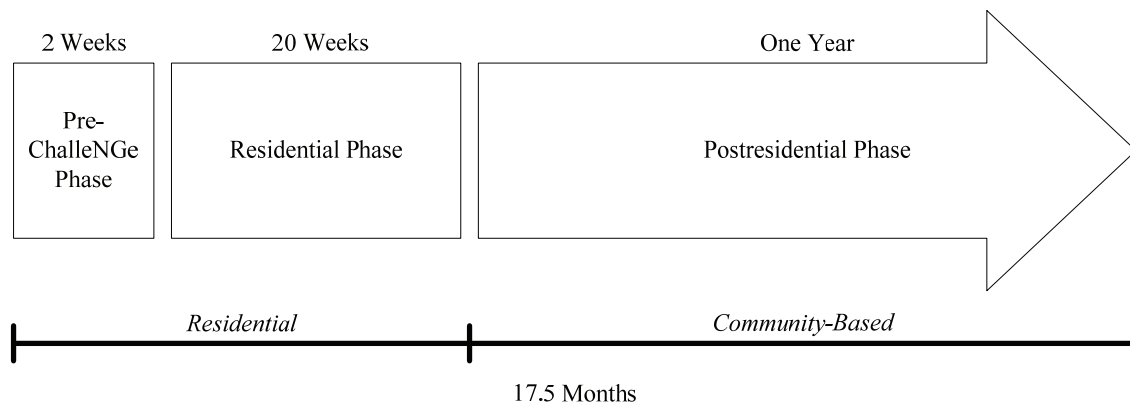 2 Weeks
20 Weeks
One Year
Pre-
ChalleNGe
Phase
Residential Phase
Postresidential Phase
Residential
Community-Based
17.5 Months